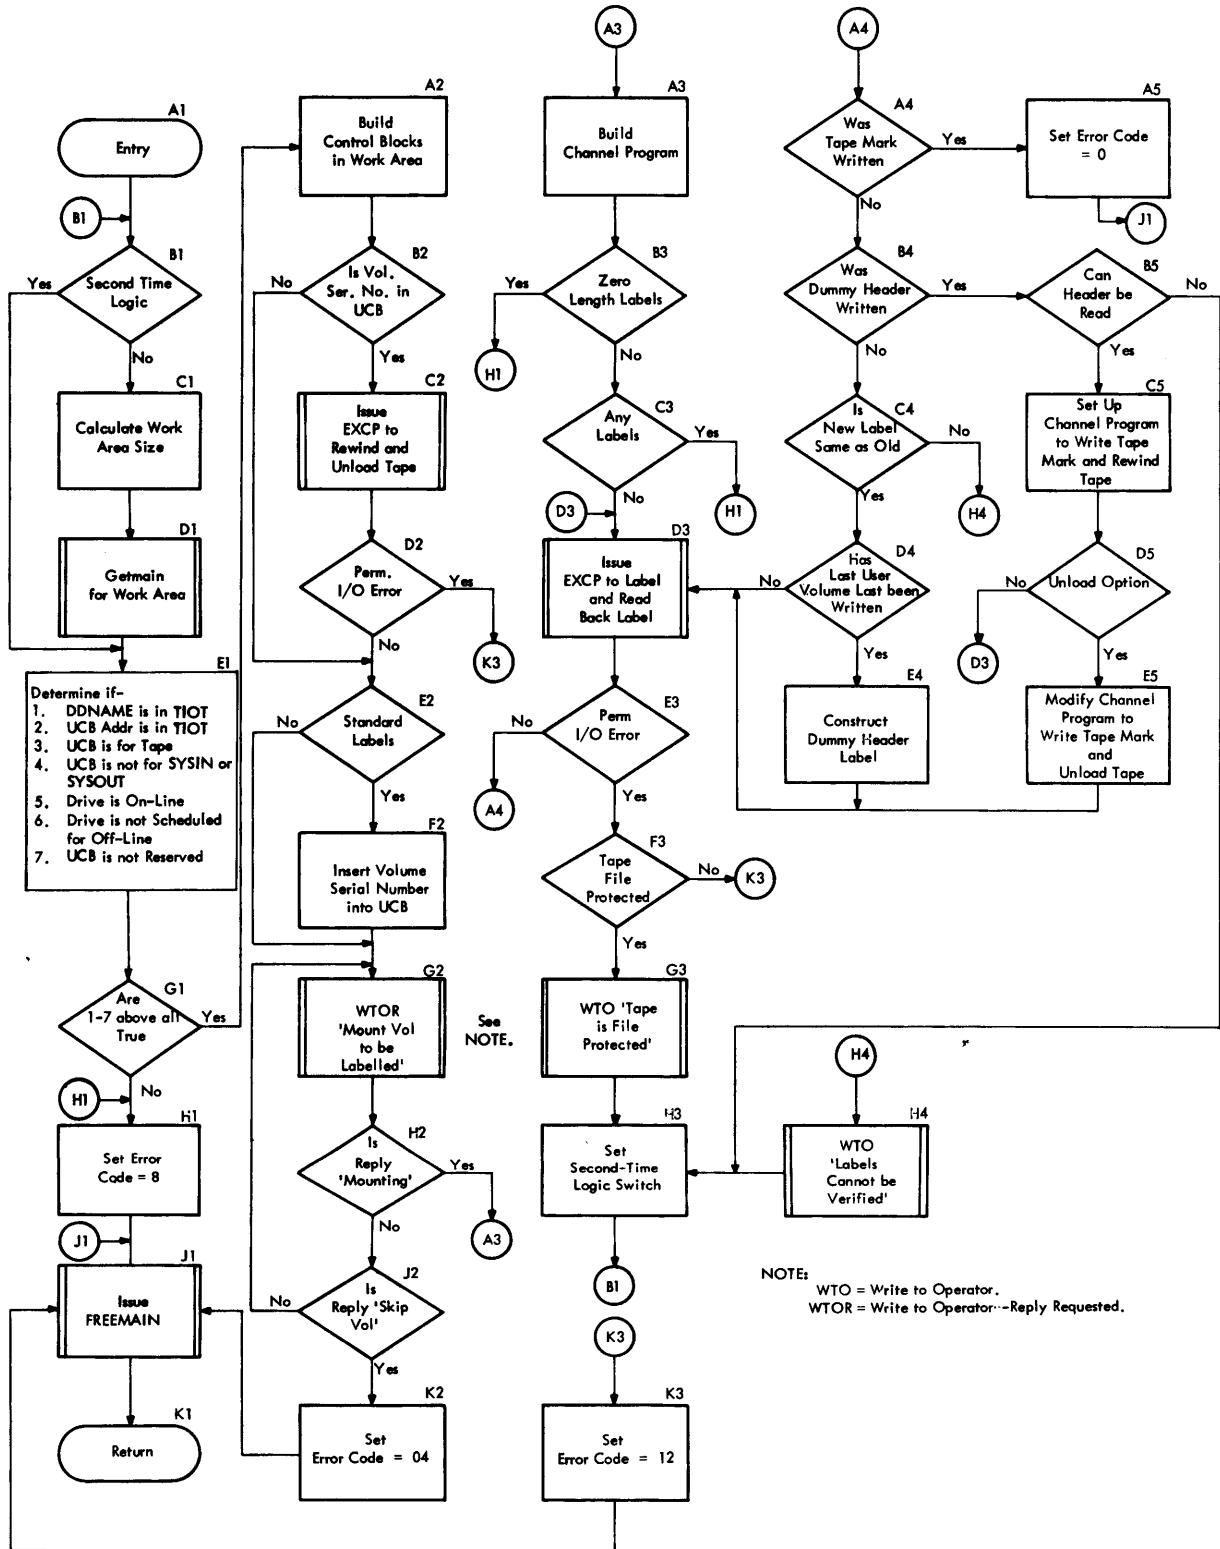 A1
Entry
B1
B1
Second Time
Logic
Yes
No
C1
Calculate Work
Area Size
D1
Getmain
for Work Area
E1
Determine if-
1. DDNAME is in TIOT
2. UCB Addr is in TIOT
3. UCB is for Tape
4. UCB is not for SYSIN or
SYSOUT
5. Drive is On-Line
6. Drive is not Scheduled
for Off-Line
7. UCB is not Reserved
G1
Are
1-7 above all
True
Yes
No
H1
H1
Set Error
Code = 8
J1
J1
Issue
FREEMAIN
K1
Return
A2
Build
Control Blocks
in Work Area
B2
Is Vol.
Ser. No. in
UCB
No
Yes
C2
Issue
EXCP to
Rewind and
Unload Tape
D2
Perm.
I/O Error
Yes
K3
No
E2
Standard
Labels
No
Yes
F2
Insert Volume
Serial Number
into UCB
G2
WTOR
'Mount Vol
to be
Labelled'
See
NOTE.
H2
Is
Reply
'Mounting'
Yes
A3
No
J2
Is
Reply 'Skip
Vol'
No
Yes
K2
Set
Error Code = 04
A3
A3
Build
Channel Program
B3
Zero
Length Labels
Yes
H1
No
C3
Any
Labels
Yes
H1
No
D3
D3
Issue
EXCP to Label
and Read
Back Label
E3
Perm
I/O Error
No
A4
Yes
F3
Tape
File
Protected
No
K3
Yes
G3
WTO 'Tape
is File
Protected'
H3
Set
Second-Time
Logic Switch
B1
K3
K3
Set
Error Code = 12
A4
A4
Was
Tape Mark
Written
Yes
No
B4
Was
Dummy Header
Written
Yes
No
C4
Is
New Label
Same as Old
No
H4
Yes
D4
Has
Last User
Volume Last been
Written
No
Yes
E4
Construct
Dummy Header
Label
H4
H4
WTO
'Labels
Cannot be
Verified'
A5
Set Error Code
= 0
J1
B5
Can
Header be
Read
No
Yes
C5
Set Up
Channel Program
to Write Tape
Mark and Rewind
Tape
D5
Unload Option
No
D3
Yes
E5
Modify Channel
Program to
Write Tape Mark
and
Unload Tape
NOTE:
WTO = Write to Operator.
WTOR = Write to Operator--Reply Requested.